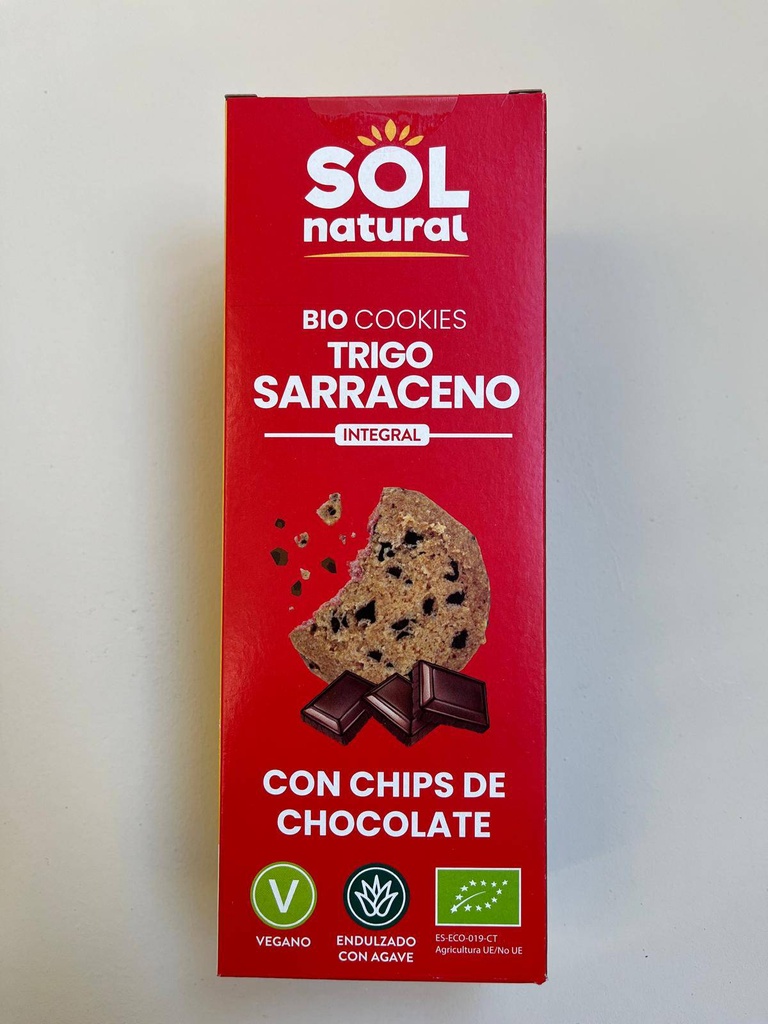 SOL
natural
BIO COOKIES
TRIGO
SARRACENO
INTEGRAL
CON CHIPS DE
CHOCOLATE
V
VEGANO
ENDULZADO
CON AGAVE
ES-ECO-019-CT
Agricultura UE/No UE